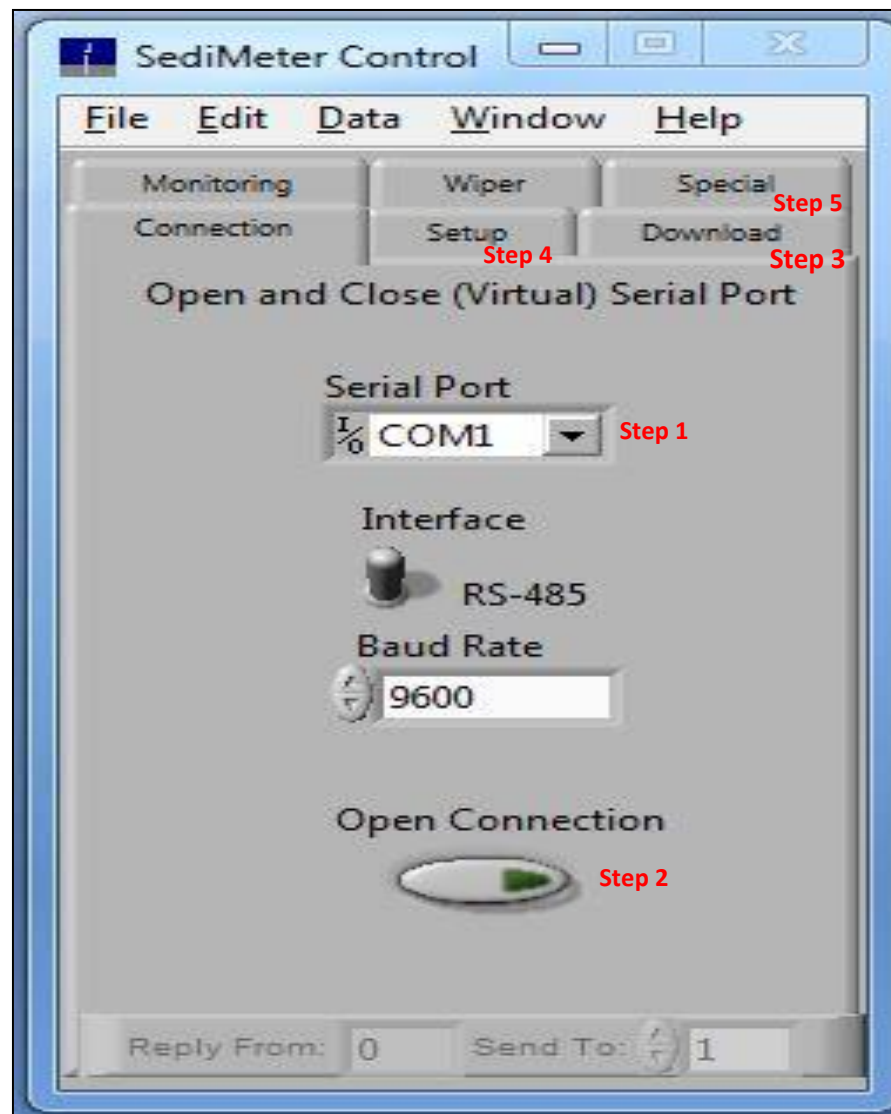 SediMeter Control
File Edit Data Window Help
Monitoring Wiper Special
Step 5
Connection Setup Download
Step 4 Step 3
Open and Close (Virtual) Serial Port
Serial Port
I/O COM1 Step 1
Interface
RS-485
Baud Rate
9600
Open Connection
Step 2
Reply From: 0 Send To: 1